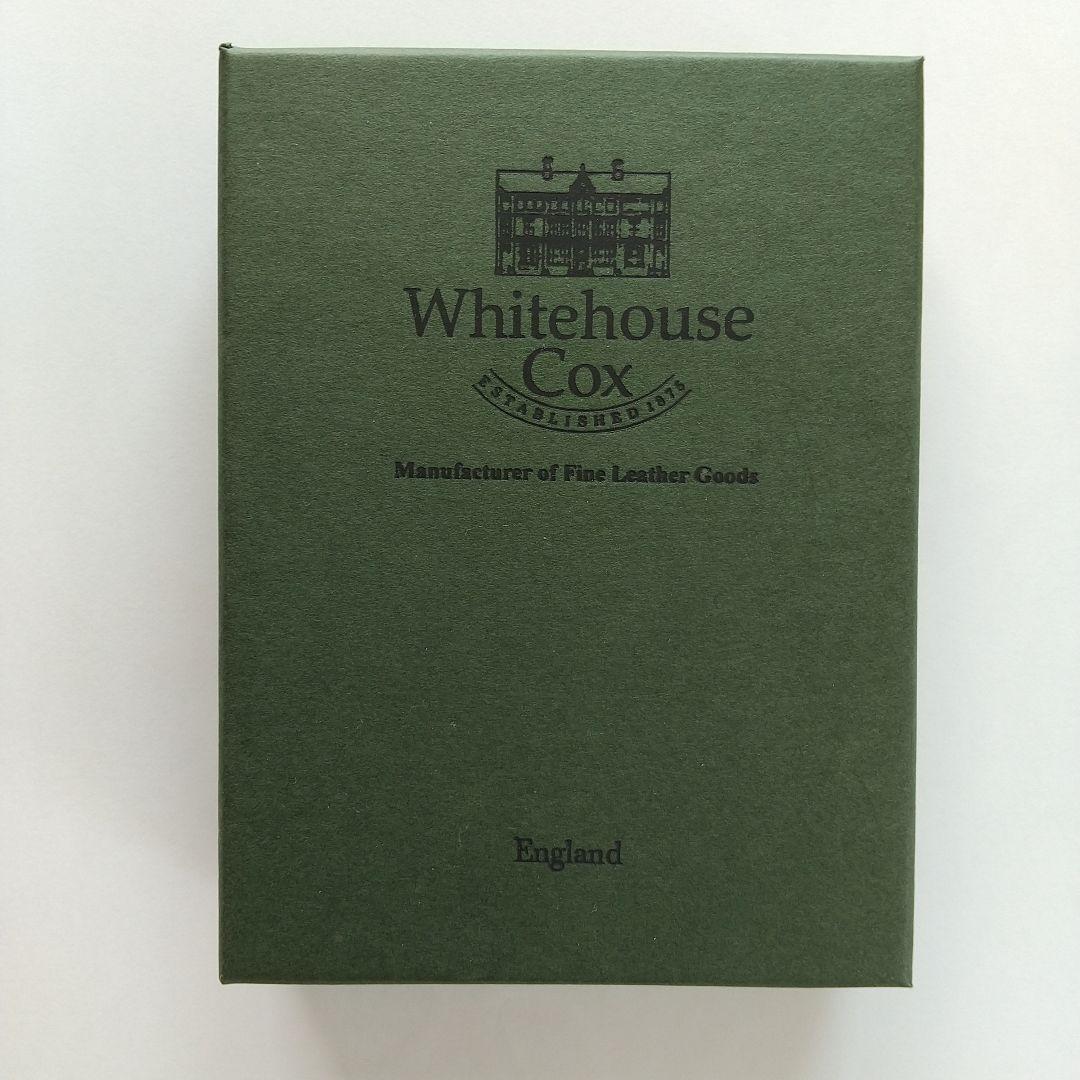 Whitehouse
Cox
ESTABLISHED 1875
Manufacturer of Fine Leather Goods
England